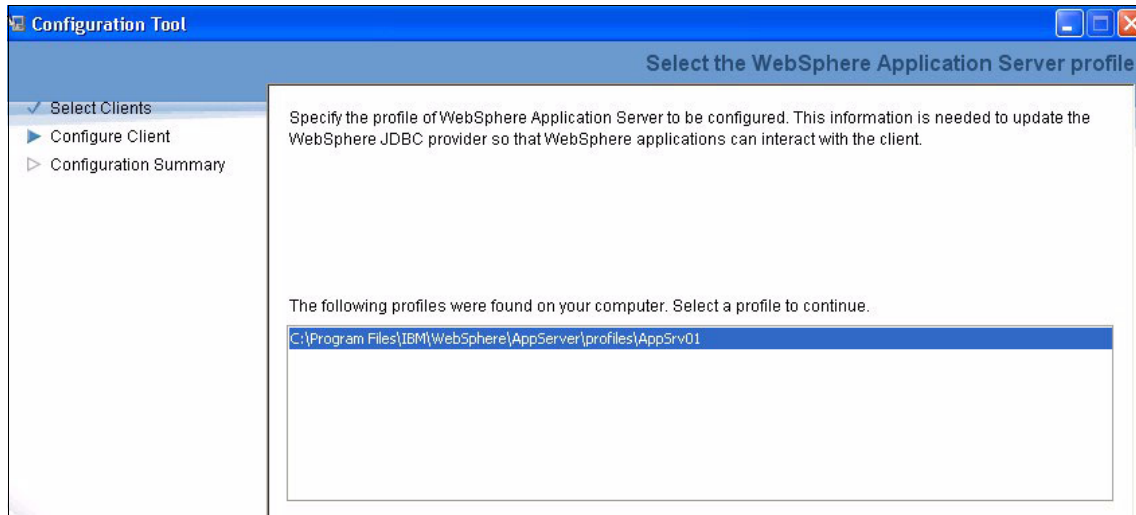 Configuration Tool
Select the WebSphere Application Server profile
Select Clients
Configure Client
Configuration Summary
Specify the profile of WebSphere Application Server to be configured. This information is needed to update the
WebSphere JDBC provider so that WebSphere applications can interact with the client.
The following profiles were found on your computer. Select a profile to continue.
C:\Program Files\IBM\WebSphere\AppServer\profiles\AppSrv01